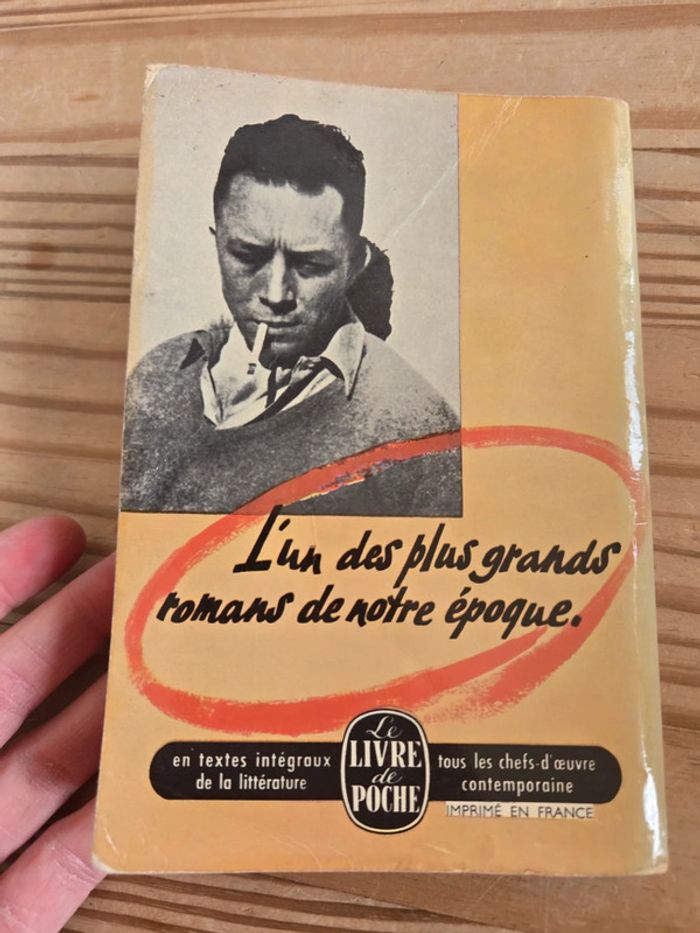 L'un des plus grands
romans de notre époque.
en textes intégraux
de la littérature
Le
LIVRE
de
POCHE
tous les chefs-d'œuvre
contemporaine
IMPRIMÉ EN FRANCE